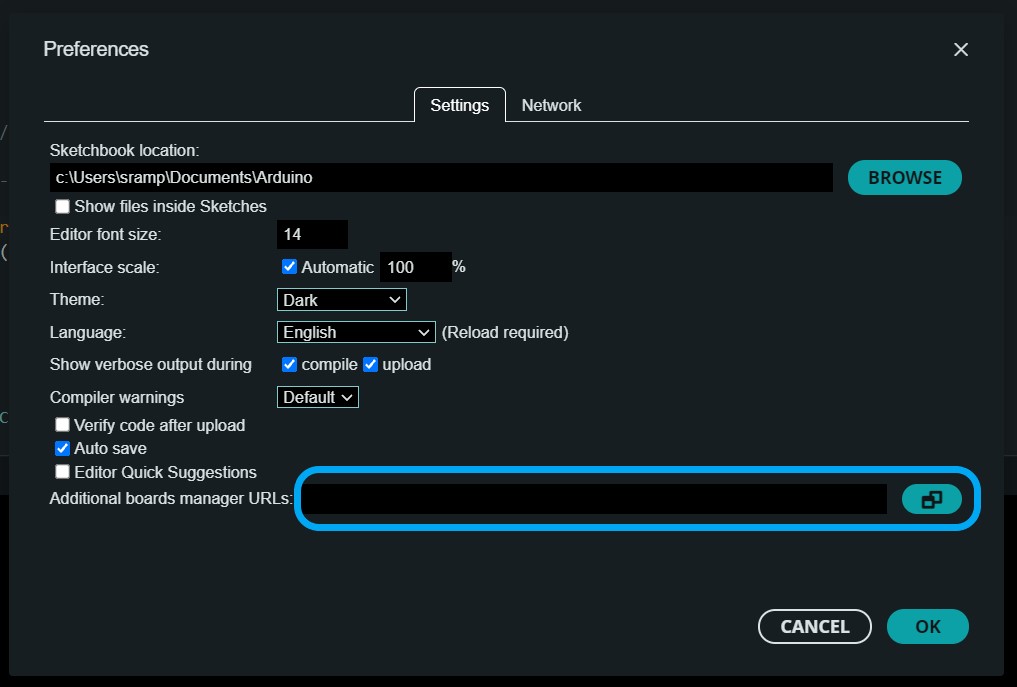 Preferences
Settings Network
Sketchbook location:
c:\Users\sramp\Documents\Arduino BROWSE
Show files inside Sketches
Editor font size: 14
Interface scale: Automatic 100 %
Theme: Dark
Language: English (Reload required)
Show verbose output during compile upload
Compiler warnings Default
Verify code after upload
Auto save
Editor Quick Suggestions
Additional boards manager URLs:
CANCEL OK